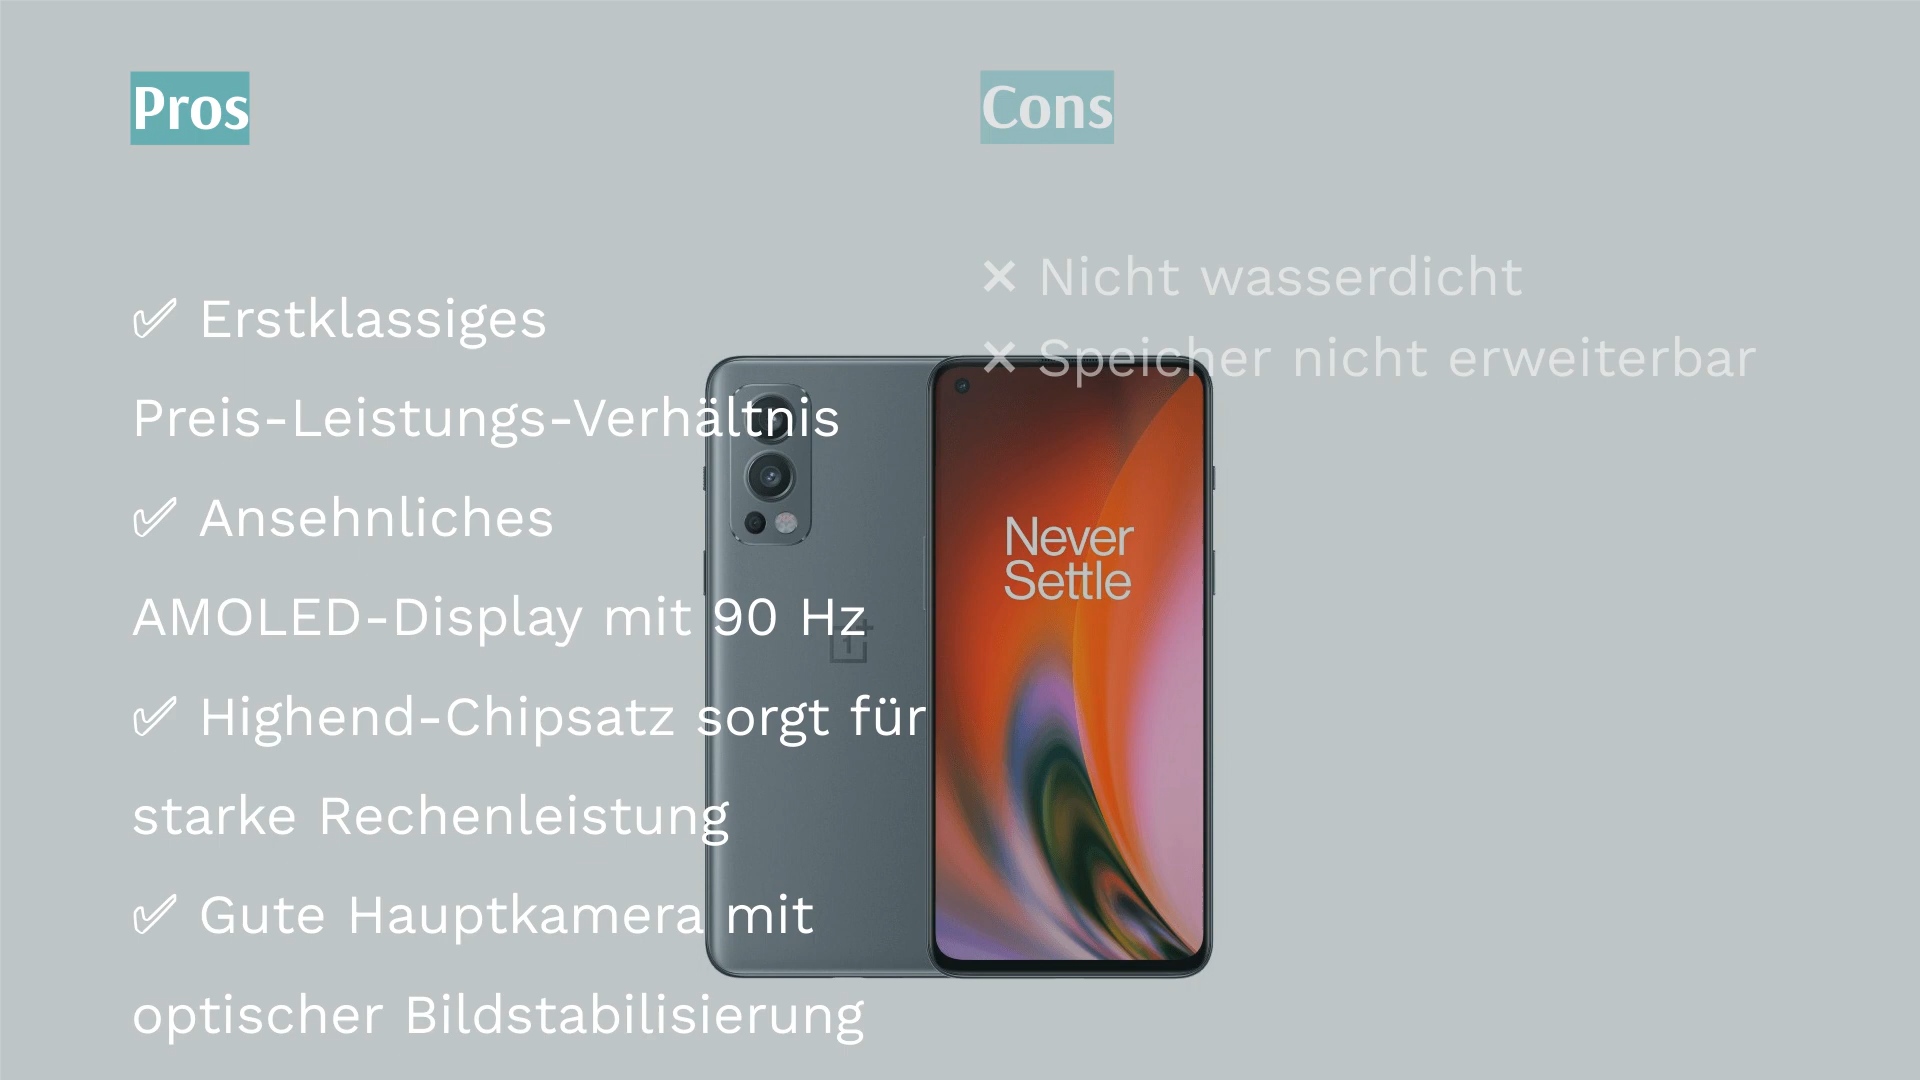 Pros
✅ Erstklassiges
Preis-Leistungs-Verhältnis
✅ Ansehnliches
AMOLED-Display mit 90 Hz
✅ Highend-Chipsatz sorgt für
starke Rechenleistung
✅ Gute Hauptkamera mit
optischer Bildstabilisierung
Cons
❌ Nicht wasserdicht
❌ Speicher nicht erweiterbar
Never
Settle